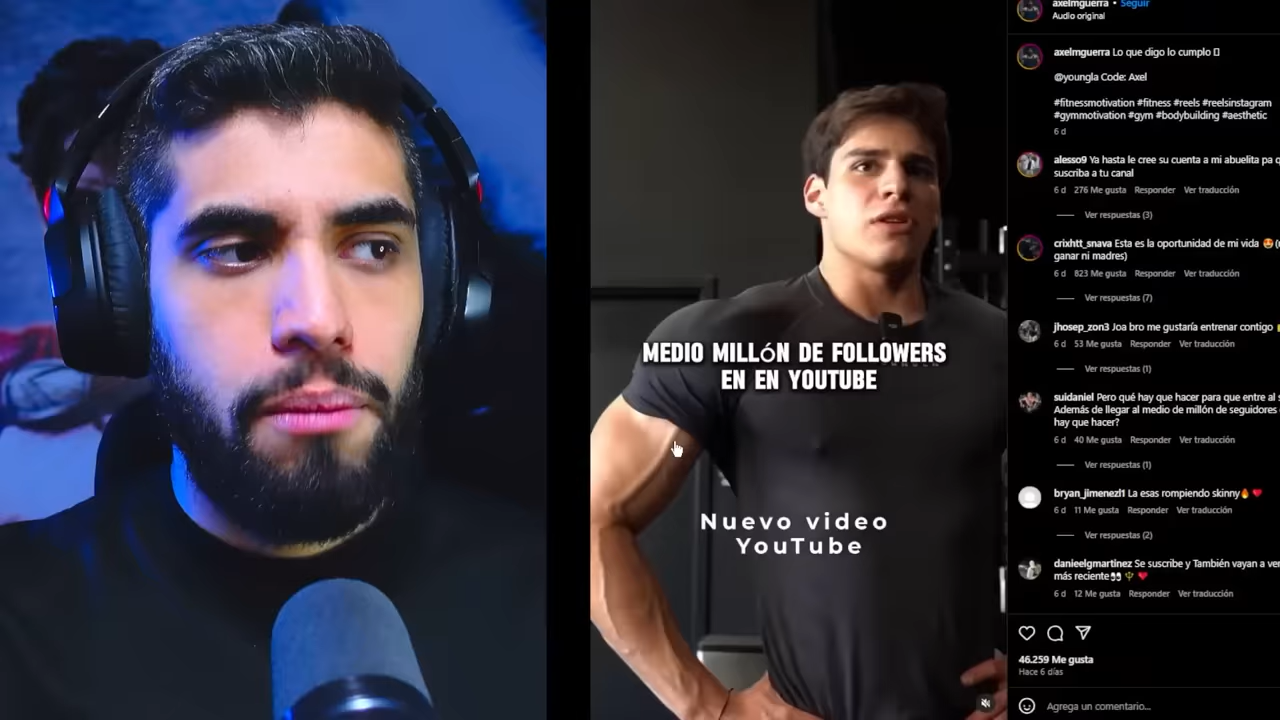 MEDIO MILLÓN DE FOLLOWERS
EN EN YOUTUBE
Nuevo video
YouTube
axelmguerra • Seguir
Audio original
axelmguerra Lo que digo lo cumplo
@youngla Code: Axel
#fitnessmotivation #fitness #reels #reelsinstagram
#gymmotivation #gym #bodybuilding #aesthetic
6 d
alesso9 Ya hasta le cree su cuenta a mi abuelita pa q
suscriba a tu canal
6 d 276 Me gusta Responder Ver traducción
Ver respuestas (3)
crixhtt_snava Esta es la oportunidad de mi vida 🤩(
ganar ni madres)
6 d 823 Me gusta Responder Ver traducción
Ver respuestas (7)
jhosep_zon3 Joa bro me gustaría entrenar contigo
6 d 53 Me gusta Responder Ver traducción
Ver respuestas (1)
suidaniel Pero qué hay que hacer para que entre al s
Además de llegar al medio de millón de seguidores
hay que hacer?
6 d 40 Me gusta Responder Ver traducción
Ver respuestas (1)
bryan_jimenezl1 La esas rompiendo skinny🔥❤️
6 d 11 Me gusta Responder Ver traducción
Ver respuestas (2)
danieelgmartinez Se suscribe y También vayan a ver
más reciente👀🌵❤️
6 d 12 Me gusta Responder Ver traducción
46.259 Me gusta
Hace 6 días
Agrega un comentario...